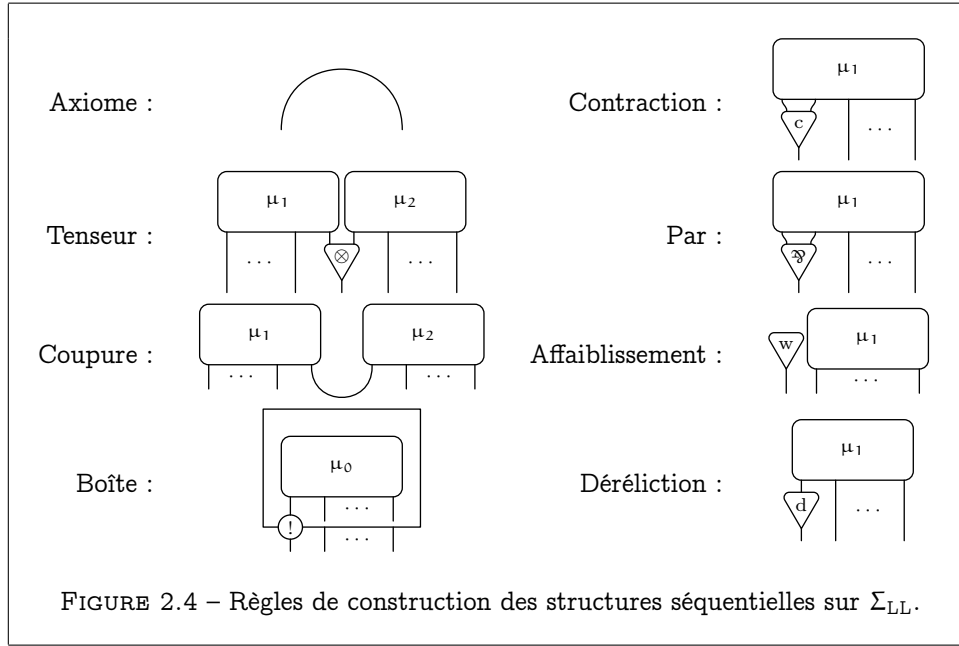 Axiome :
Contraction :
μ₁
c
...
Tenseur :
μ₁
μ₂
...
⊗
...
Par :
μ₁
⅋
...
Coupure :
μ₁
μ₂
...
...
Affaiblissement :
w
μ₁
...
Boîte :
μ₀
...
!
...
Déréliction :
μ₁
d
...
FIGURE 2.4 – Règles de construction des structures séquentielles sur Σ_LL.